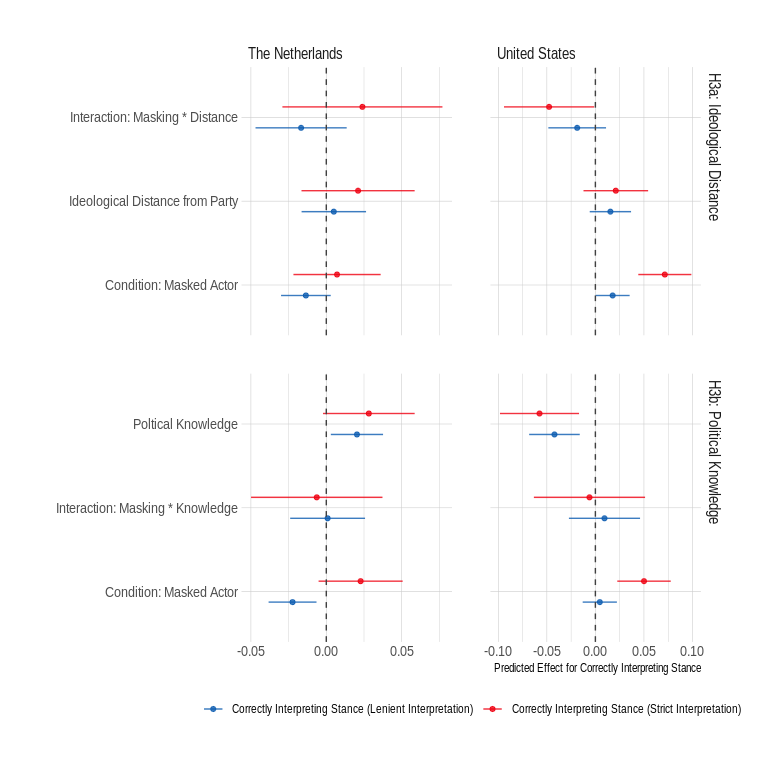 The Netherlands
United States
Interaction: Masking * Distance
Ideological Distance from Party
Condition: Masked Actor
H3a: Ideological Distance
Poltical Knowledge
Interaction: Masking * Knowledge
Condition: Masked Actor
H3b: Political Knowledge
-0.05 0.00 0.05
-0.10 -0.05 0.00 0.05 0.10
Predicted Effect for Correctly Interpreting Stance
Correctly Interpreting Stance (Lenient Interpretation) Correctly Interpreting Stance (Strict Interpretation)